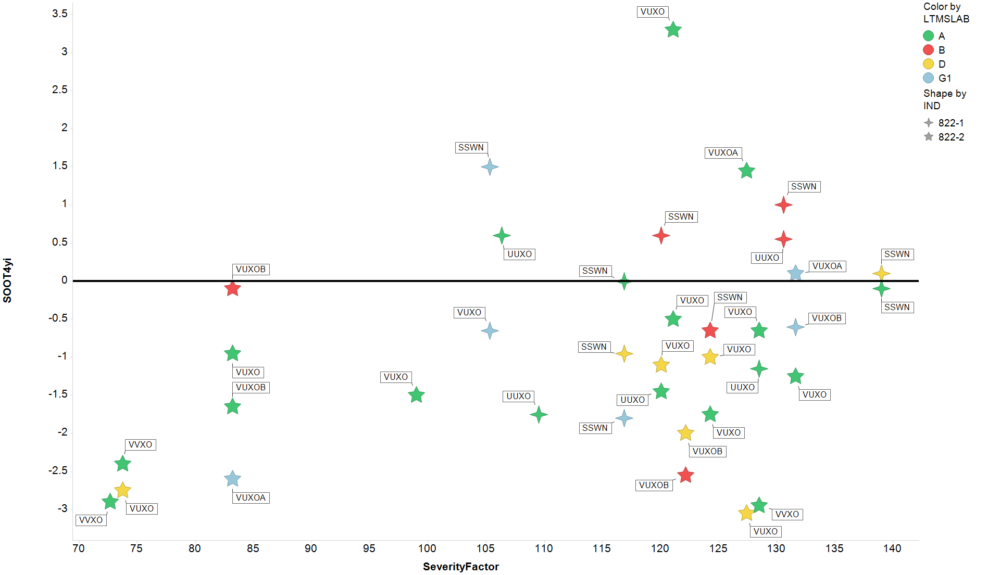 3.5
3
2.5
2
1.5
1
0.5
0
-0.5
-1
-1.5
-2
-2.5
-3
SOOT4yi
70 75 80 85 90 95 100 105 110 115 120 125 130 135 140
SeverityFactor
VUXO
SSWN
VUXOA
SSWN
SSWN
UUXO
UUXO
SSWN
VUXOA
VUXOB
SSWN
SSWN
VUXO
SSWN
SSWN
VUXO
VUXO
VUXOB
SSWN
VUXO
VUXO
VUXO
VUXO
VUXOB
UUXO
VUXO
UUXO
UUXO
SSWN
VUXO
VVXO
VUXOB
VUXOB
VUXOA
VUXO
VVXO
VVXO
VUXO
Color by
LTMSLAB
A
B
D
G1
Shape by
IND
822-1
822-2